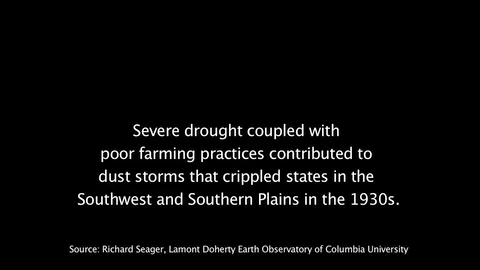 Severe drought coupled with
poor farming practices contributed to
dust storms that crippled states in the
Southwest and Southern Plains in the 1930s.
Source: Richard Seager, Lamont Doherty Earth Observatory of Columbia University